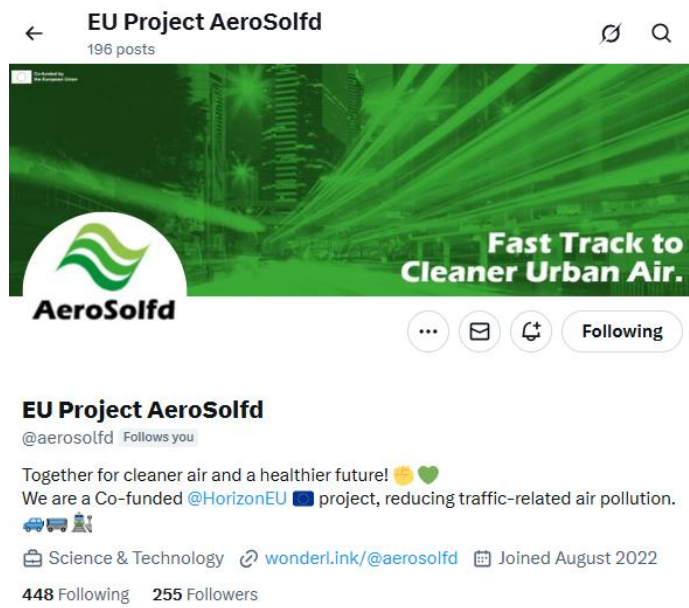 EU Project AeroSolfd
196 posts
Co-funded by
the European Union
Fast Track to
Cleaner Urban Air.
AeroSolfd
Following
EU Project AeroSolfd
@aerosolfd Follows you
Together for cleaner air and a healthier future! ✊💚
We are a Co-funded @HorizonEU 🇪🇺 project, reducing traffic-related air pollution.
🚙🚃🚉
Science & Technology wonderl.ink/@aerosolfd Joined August 2022
448 Following 255 Followers